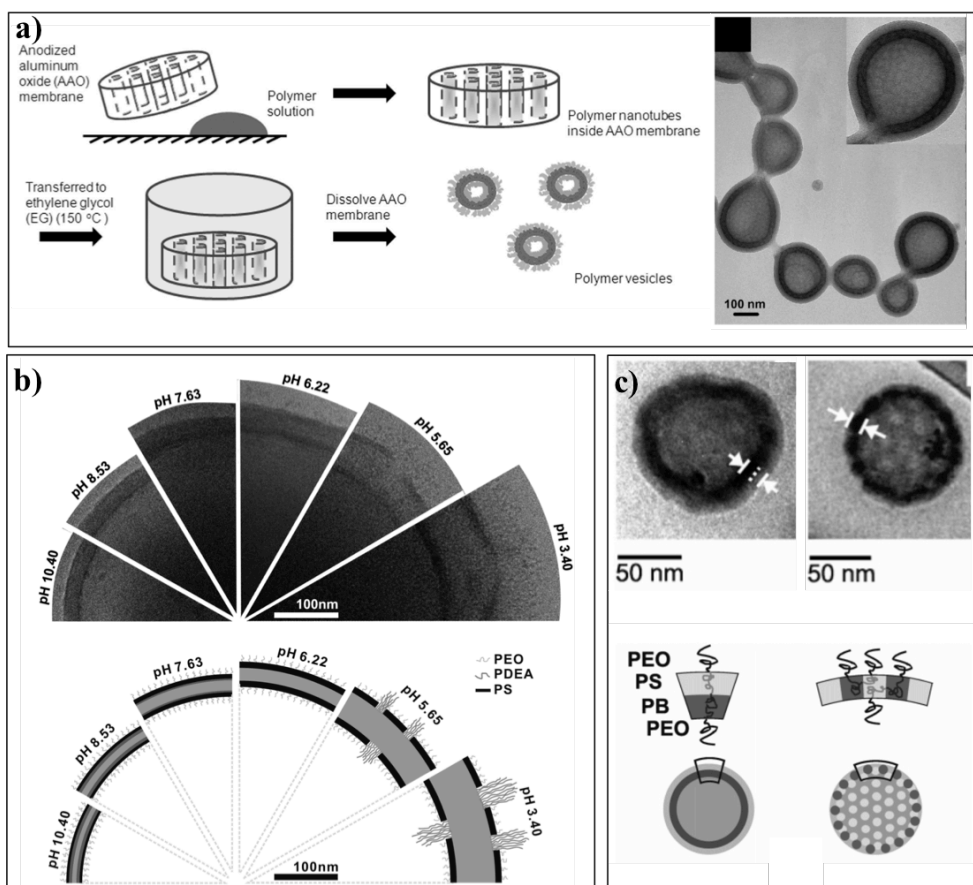 a)
Anodized
aluminum
oxide (AAO)
membrane
Polymer
solution
Polymer nanotubes
inside AAO membrane
Transferred to
ethylene glycol
(EG) (150 °C )
Dissolve AAO
membrane
Polymer vesicles
100 nm
b)
pH 10.40
pH 8.53
pH 7.63
pH 6.22
pH 5.65
pH 3.40
100nm
pH 10.40
pH 8.53
pH 7.63
pH 6.22
pH 5.65
pH 3.40
PEO
PDEA
PS
100nm
c)
50 nm
50 nm
PEO
PS
PB
PEO